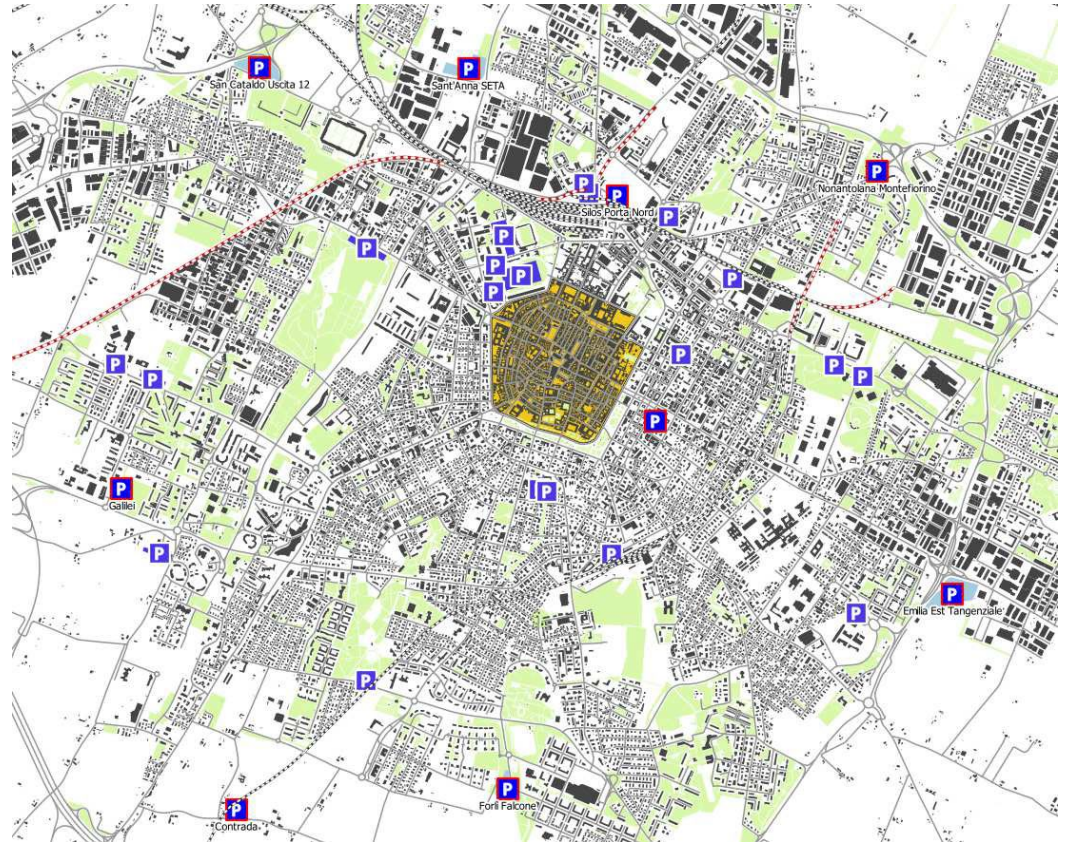 P
San Cataldo Uscita 12
P
Sant'Anna SETA
P
Nonantolana Montefiorino
P
P
Silos Porta Nord
P
P
P
P
P
P
P
P
P
P
P
P
P
P
Galilei
P
P
P
P
Emilia Est Tangenziale
P
P
P
Forlì Falcone
P
Contrada